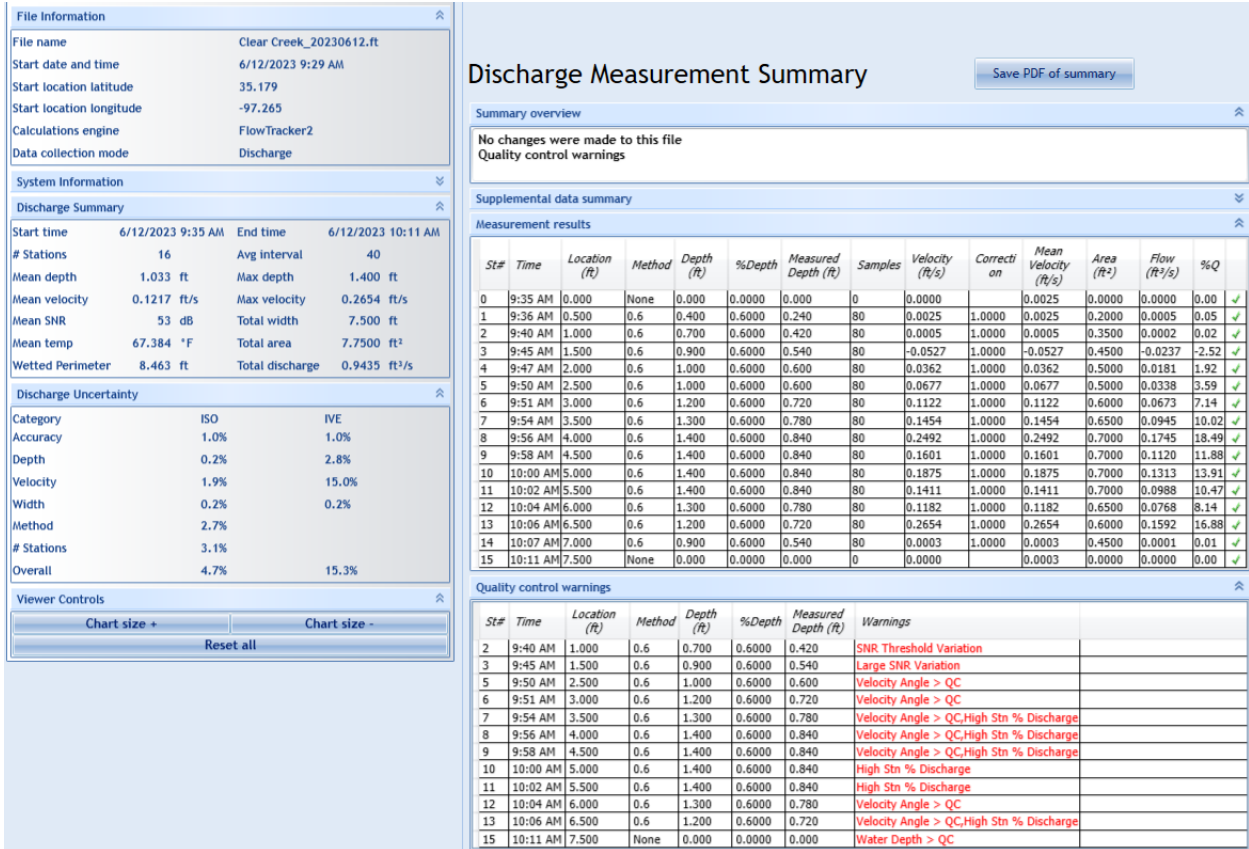 File Information
File name Clear Creek_20230612.ft
Start date and time 6/12/2023 9:29 AM
Start location latitude 35.179
Start location longitude -97.265
Calculations engine FlowTracker2
Data collection mode Discharge
System Information
Discharge Summary
Start time 6/12/2023 9:35 AM End time 6/12/2023 10:11 AM
# Stations 16 Avg interval 40
Mean depth 1.033 ft Max depth 1.400 ft
Mean velocity 0.1217 ft/s Max velocity 0.2654 ft/s
Mean SNR 53 dB Total width 7.500 ft
Mean temp 67.384 °F Total area 7.7500 ft²
Wetted Perimeter 8.463 ft Total discharge 0.9435 ft³/s
Discharge Uncertainty
Category ISO IVE
Accuracy 1.0% 1.0%
Depth 0.2% 2.8%
Velocity 1.9% 15.0%
Width 0.2% 0.2%
Method 2.7%
# Stations 3.1%
Overall 4.7% 15.3%
Viewer Controls
Chart size + Chart size -
Reset all
Discharge Measurement Summary Save PDF of summary
Summary overview
No changes were made to this file
Quality control warnings
Supplemental data summary
Measurement results
St# Time Location (ft) Method Depth (ft) %Depth Measured Depth (ft) Samples Velocity (ft/s) Correcti on Mean Velocity (ft/s) Area (ft²) Flow (ft³/s) %Q
0 9:35 AM 0.000 None 0.000 0.0000 0.000 0 0.0000 0.0025 0.0000 0.0000 0.00 ✓
1 9:36 AM 0.500 0.6 0.400 0.6000 0.240 80 0.0025 1.0000 0.0025 0.2000 0.0005 0.05 ✓
2 9:40 AM 1.000 0.6 0.700 0.6000 0.420 80 0.0005 1.0000 0.0005 0.3500 0.0002 0.02 ✓
3 9:45 AM 1.500 0.6 0.900 0.6000 0.540 80 -0.0527 1.0000 -0.0527 0.4500 -0.0237 -2.52 ✓
4 9:47 AM 2.000 0.6 1.000 0.6000 0.600 80 0.0362 1.0000 0.0362 0.5000 0.0181 1.92 ✓
5 9:50 AM 2.500 0.6 1.000 0.6000 0.600 80 0.0677 1.0000 0.0677 0.5000 0.0338 3.59 ✓
6 9:51 AM 3.000 0.6 1.200 0.6000 0.720 80 0.1122 1.0000 0.1122 0.6000 0.0673 7.14 ✓
7 9:54 AM 3.500 0.6 1.300 0.6000 0.780 80 0.1454 1.0000 0.1454 0.6500 0.0945 10.02 ✓
8 9:56 AM 4.000 0.6 1.400 0.6000 0.840 80 0.2492 1.0000 0.2492 0.7000 0.1745 18.49 ✓
9 9:58 AM 4.500 0.6 1.400 0.6000 0.840 80 0.1601 1.0000 0.1601 0.7000 0.1120 11.88 ✓
10 10:00 AM 5.000 0.6 1.400 0.6000 0.840 80 0.1875 1.0000 0.1875 0.7000 0.1313 13.91 ✓
11 10:02 AM 5.500 0.6 1.400 0.6000 0.840 80 0.1411 1.0000 0.1411 0.7000 0.0988 10.47 ✓
12 10:04 AM 6.000 0.6 1.300 0.6000 0.780 80 0.1182 1.0000 0.1182 0.6500 0.0768 8.14 ✓
13 10:06 AM 6.500 0.6 1.200 0.6000 0.720 80 0.2654 1.0000 0.2654 0.6000 0.1592 16.88 ✓
14 10:07 AM 7.000 0.6 0.900 0.6000 0.540 80 0.0003 1.0000 0.0003 0.4500 0.0001 0.01 ✓
15 10:11 AM 7.500 None 0.000 0.0000 0.000 0 0.0000 0.0003 0.0000 0.0000 0.00 ✓
Quality control warnings
St# Time Location (ft) Method Depth (ft) %Depth Measured Depth (ft) Warnings
2 9:40 AM 1.000 0.6 0.700 0.6000 0.420 SNR Threshold Variation
3 9:45 AM 1.500 0.6 0.900 0.6000 0.540 Large SNR Variation
5 9:50 AM 2.500 0.6 1.000 0.6000 0.600 Velocity Angle > QC
6 9:51 AM 3.000 0.6 1.200 0.6000 0.720 Velocity Angle > QC
7 9:54 AM 3.500 0.6 1.300 0.6000 0.780 Velocity Angle > QC,High Stn % Discharge
8 9:56 AM 4.000 0.6 1.400 0.6000 0.840 Velocity Angle > QC,High Stn % Discharge
9 9:58 AM 4.500 0.6 1.400 0.6000 0.840 Velocity Angle > QC,High Stn % Discharge
10 10:00 AM 5.000 0.6 1.400 0.6000 0.840 High Stn % Discharge
11 10:02 AM 5.500 0.6 1.400 0.6000 0.840 High Stn % Discharge
12 10:04 AM 6.000 0.6 1.300 0.6000 0.780 Velocity Angle > QC
13 10:06 AM 6.500 0.6 1.200 0.6000 0.720 Velocity Angle > QC,High Stn % Discharge
15 10:11 AM 7.500 None 0.000 0.0000 0.000 Water Depth > QC